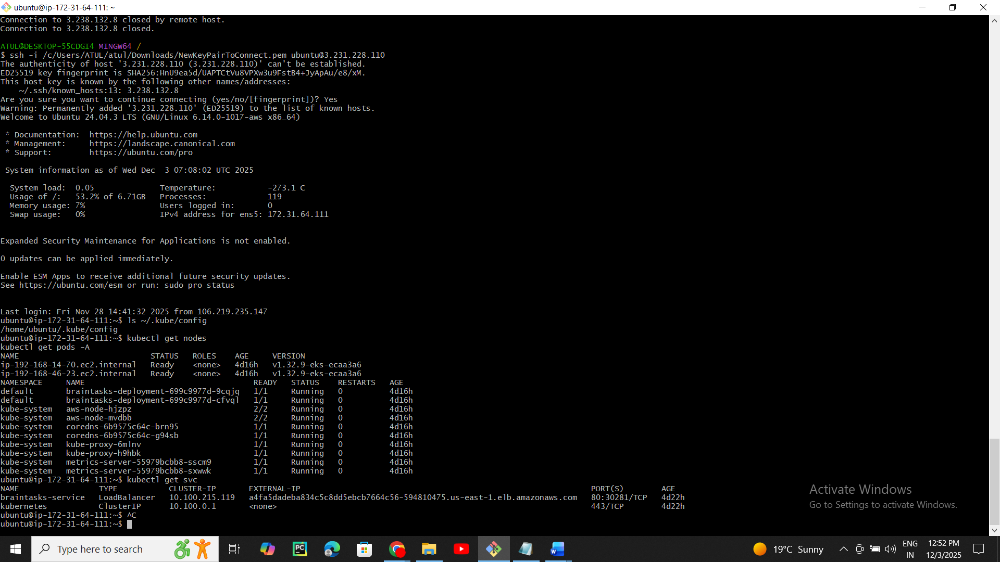 ubuntu@ip-172-31-64-111: ~
Connection to 3.238.132.8 closed by remote host.
Connection to 3.238.132.8 closed.
ATUL@DESKTOP-55CDGI4 MINGW64 /
$ ssh -i /c/Users/ATUL/atul/Downloads/NewKeyPairToConnect.pem ubuntu@3.231.228.110
The authenticity of host '3.231.228.110 (3.231.228.110)' can't be established.
ED25519 key fingerprint is SHA256:HnU9ea5d/UAPTCtVu8VPXw3u9FstB4+JyApAu/e8/xM.
This host key is known by the following other names/addresses:
    ~/.ssh/known_hosts:13: 3.238.132.8
Are you sure you want to continue connecting (yes/no/[fingerprint])? Yes
Warning: Permanently added '3.231.228.110' (ED25519) to the list of known hosts.
Welcome to Ubuntu 24.04.3 LTS (GNU/Linux 6.14.0-1017-aws x86_64)
 * Documentation:  https://help.ubuntu.com
 * Management:     https://landscape.canonical.com
 * Support:        https://ubuntu.com/pro
 System information as of Wed Dec  3 07:08:02 UTC 2025
  System load:  0.05              Temperature:           -273.1 C
  Usage of /:   53.2% of 6.71GB   Processes:             119
  Memory usage: 7%                Users logged in:       0
  Swap usage:   0%                IPv4 address for ens5: 172.31.64.111
Expanded Security Maintenance for Applications is not enabled.
0 updates can be applied immediately.
Enable ESM Apps to receive additional future security updates.
See https://ubuntu.com/esm or run: sudo pro status
Last login: Fri Nov 28 14:41:32 2025 from 106.219.235.147
ubuntu@ip-172-31-64-111:~$ ls ~/.kube/config
/home/ubuntu/.kube/config
ubuntu@ip-172-31-64-111:~$ kubectl get nodes
kubectl get pods -A
NAME                            STATUS   ROLES    AGE     VERSION
ip-192-168-14-70.ec2.internal   Ready    <none>   4d16h   v1.32.9-eks-ecaa3a6
ip-192-168-46-23.ec2.internal   Ready    <none>   4d16h   v1.32.9-eks-ecaa3a6
NAMESPACE     NAME                                    READY   STATUS    RESTARTS   AGE
default       braintasks-deployment-699c9977d-9cqjq   1/1     Running   0          4d16h
default       braintasks-deployment-699c9977d-cfvql   1/1     Running   0          4d16h
kube-system   aws-node-hjzpz                          2/2     Running   0          4d16h
kube-system   aws-node-mvdbb                          2/2     Running   0          4d16h
kube-system   coredns-6b9575c64c-brn95                1/1     Running   0          4d16h
kube-system   coredns-6b9575c64c-g94sb                1/1     Running   0          4d16h
kube-system   kube-proxy-6mlnv                        1/1     Running   0          4d16h
kube-system   kube-proxy-h9hbk                        1/1     Running   0          4d16h
kube-system   metrics-server-55979bcbb8-sscm9         1/1     Running   0          4d16h
kube-system   metrics-server-55979bcbb8-sxwwk         1/1     Running   0          4d16h
ubuntu@ip-172-31-64-111:~$ kubectl get svc
NAME                 TYPE           CLUSTER-IP       EXTERNAL-IP                                                              PORT(S)        AGE
braintasks-service   LoadBalancer   10.100.215.119   a4fa5dadeba834c5c8dd5ebcb7664c56-594810475.us-east-1.elb.amazonaws.com   80:30281/TCP   4d22h
kubernetes           ClusterIP      10.100.0.1       <none>                                                                   443/TCP        4d22h
ubuntu@ip-172-31-64-111:~$ ^C
ubuntu@ip-172-31-64-111:~$
Activate Windows
Go to Settings to activate Windows.
Type here to search
19°C Sunny
ENG
IN
12:52 PM
12/3/2025